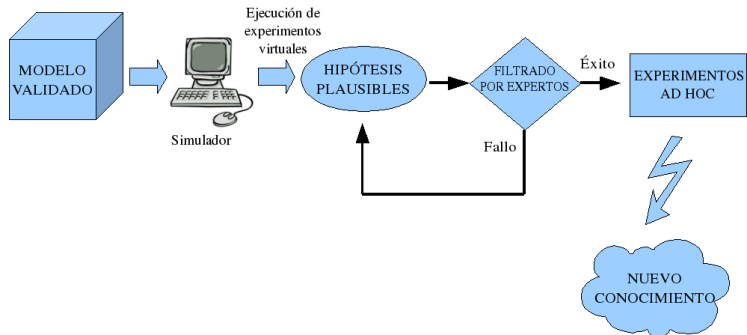 MODELO
VALIDADO
Simulador
Ejecución de
experimentos
virtuales
HIPÓTESIS
PLAUSIBLES
FILTRADO
POR EXPERTOS
Éxito
Fallo
EXPERIMENTOS
AD HOC
NUEVO
CONOCIMIENTO